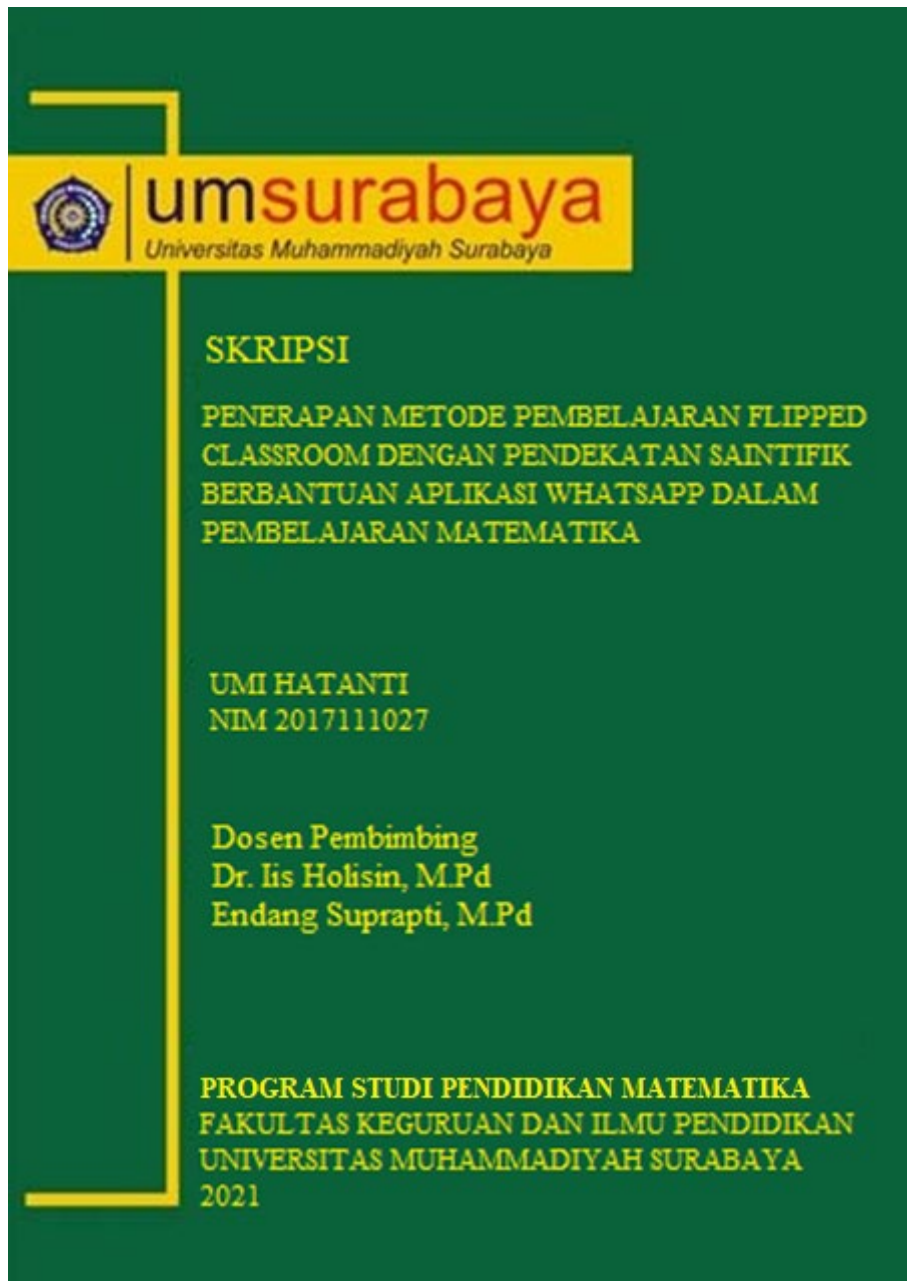 umsurabaya
Universitas Muhammadiyah Surabaya
SKRIPSI
PENERAPAN METODE PEMBELAJARAN FLIPPED
CLASSROOM DENGAN PENDEKATAN SAINTIFIK
BERBANTUAN APLIKASI WHATSAPP DALAM
PEMBELAJARAN MATEMATIKA
UMI HATANTI
NIM 2017111027
Dosen Pembimbing
Dr. Iis Holisin, M.Pd
Endang Suprapti, M.Pd
PROGRAM STUDI PENDIDIKAN MATEMATIKA
FAKULTAS KEGURUAN DAN ILMU PENDIDIKAN
UNIVERSITAS MUHAMMADIYAH SURABAYA
2021